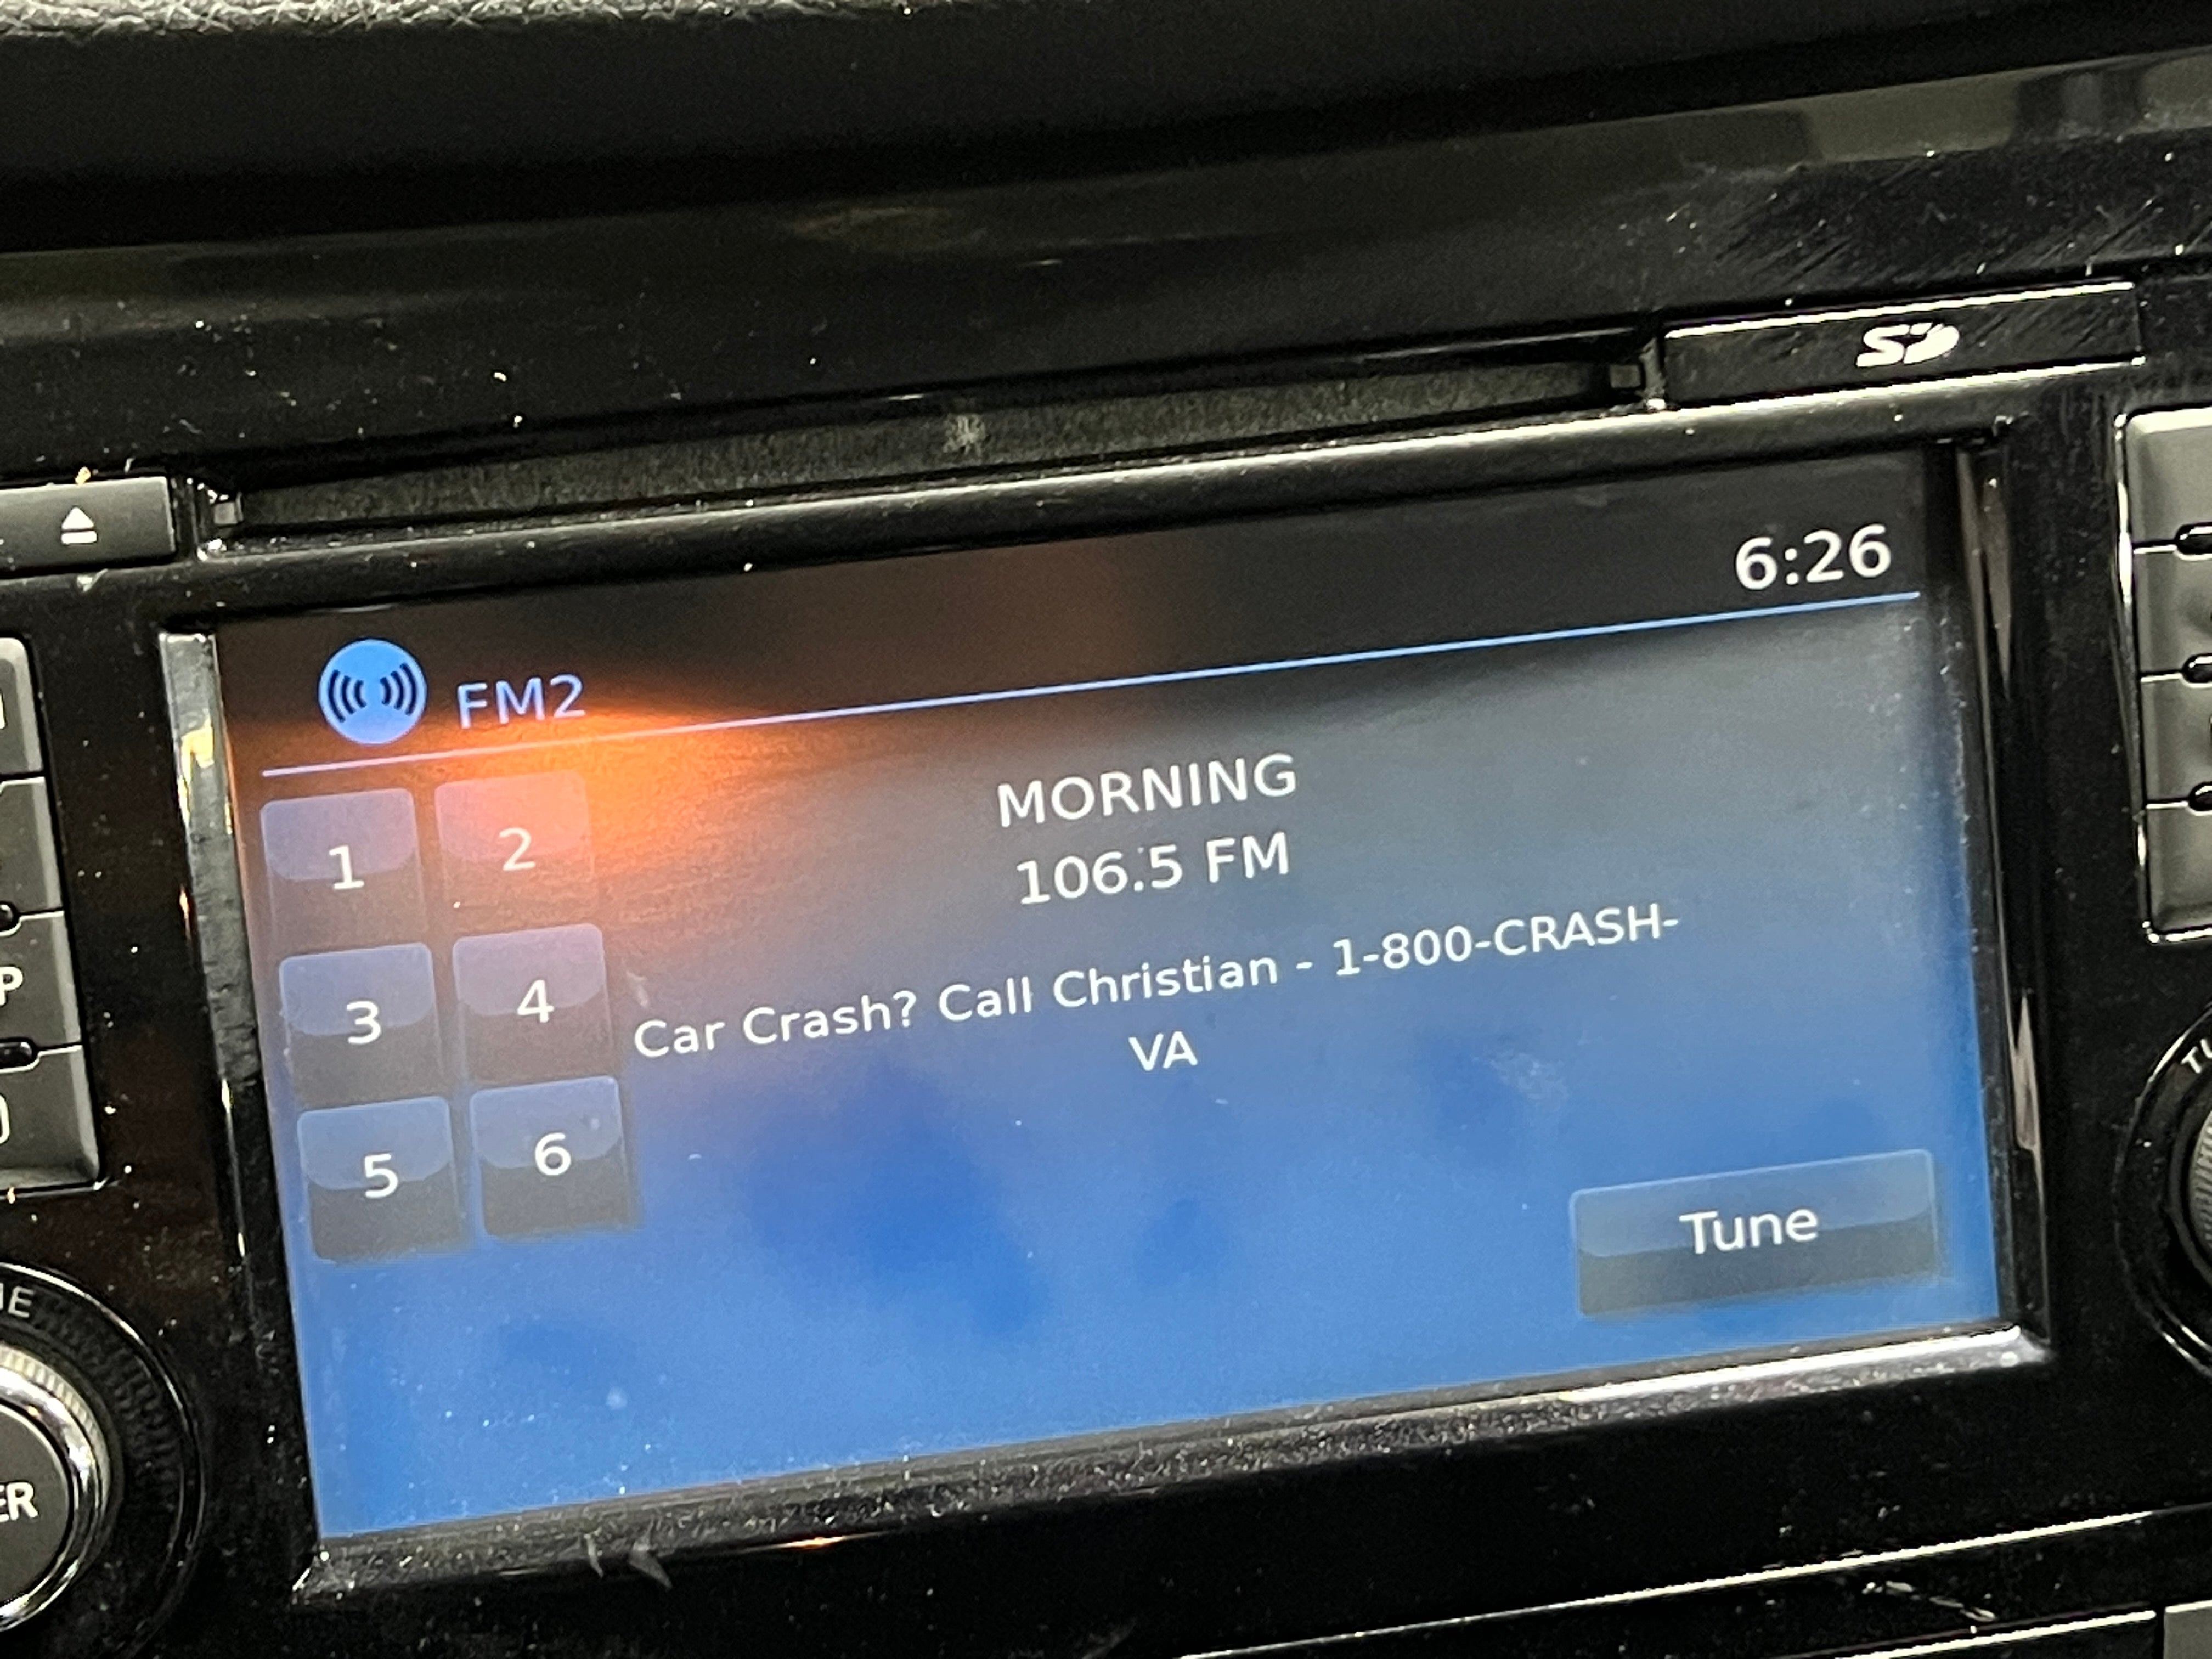 SD
6:26
FM2
MORNING
106.5 FM
Car Crash? Call Christian - 1-800-CRASH-
VA
1 2
3 4
5 6
Tune